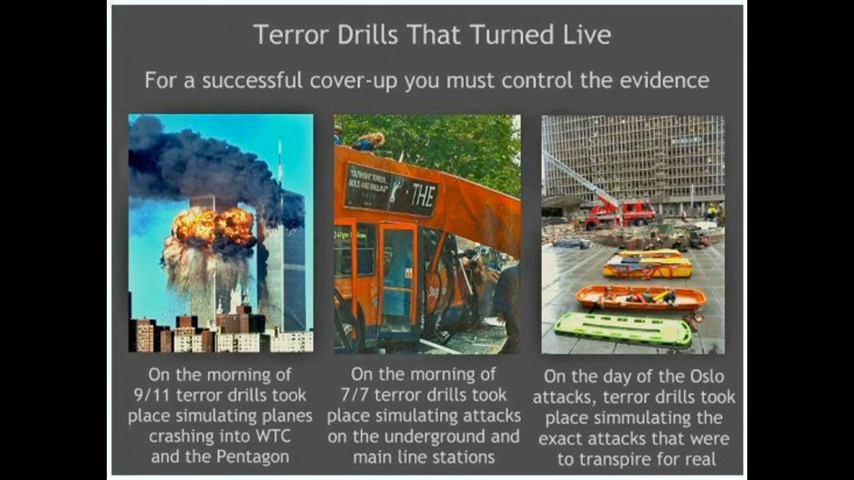 Terror Drills That Turned Live
For a successful cover-up you must control the evidence
THE
On the morning of
9/11 terror drills took
place simulating planes
crashing into WTC
and the Pentagon
On the morning of
7/7 terror drills took
place simulating attacks
on the underground and
main line stations
On the day of the Oslo
attacks, terror drills took
place simmulating the
exact attacks that were
to transpire for real